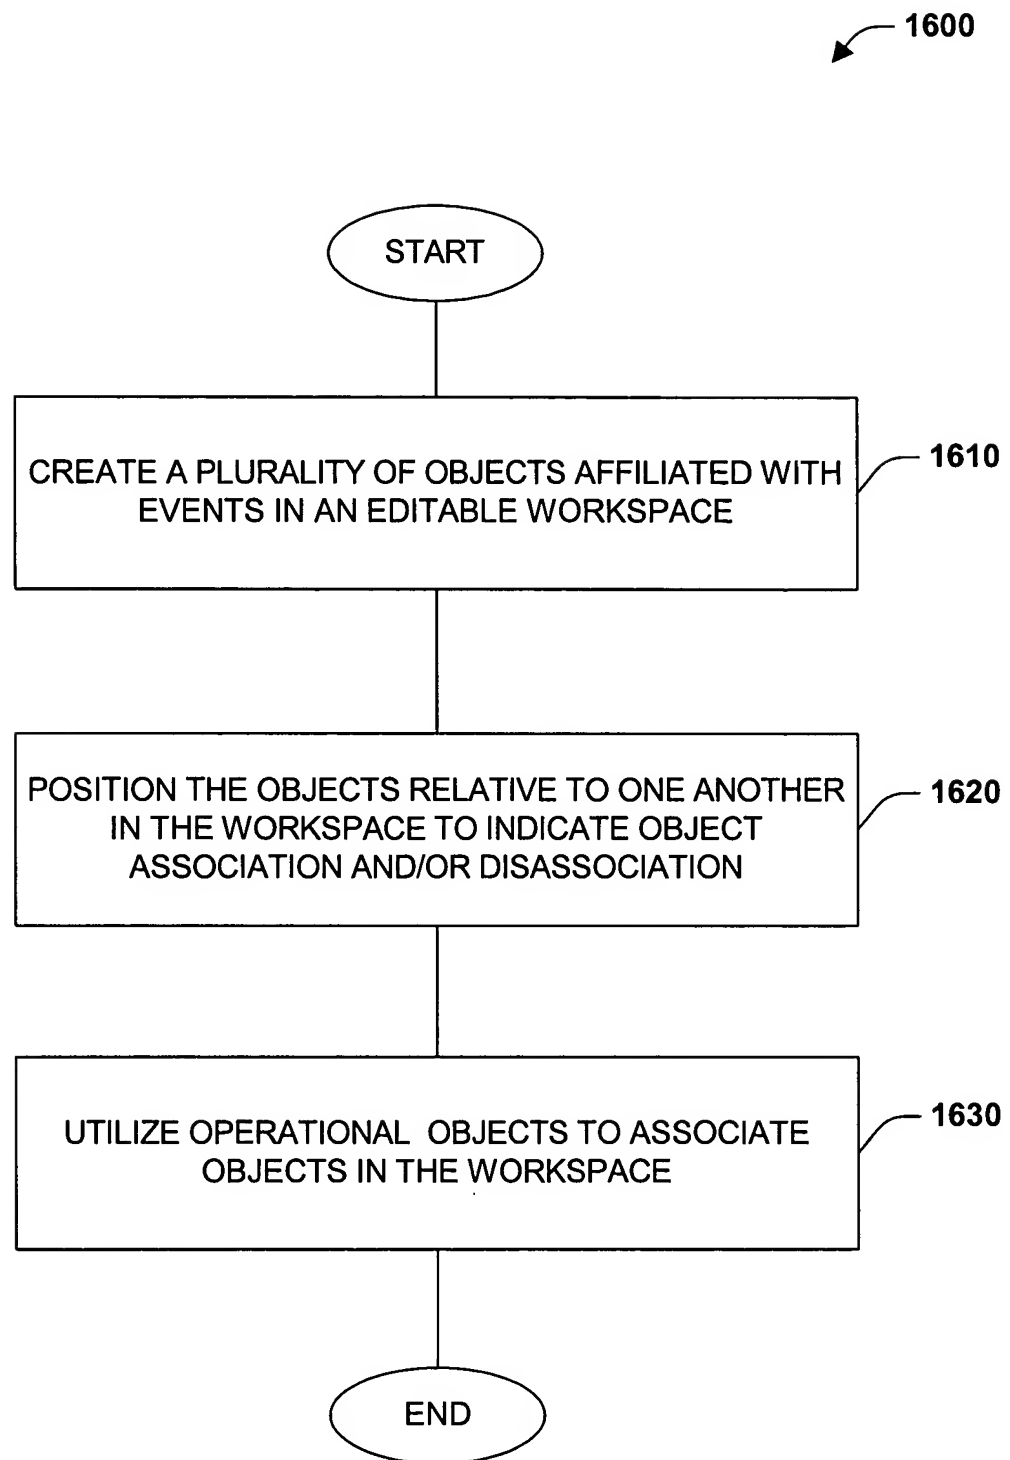 1600
START
CREATE A PLURALITY OF OBJECTS AFFILIATED WITH
EVENTS IN AN EDITABLE WORKSPACE
1610
POSITION THE OBJECTS RELATIVE TO ONE ANOTHER
IN THE WORKSPACE TO INDICATE OBJECT
ASSOCIATION AND/OR DISASSOCIATION
1620
UTILIZE OPERATIONAL OBJECTS TO ASSOCIATE
OBJECTS IN THE WORKSPACE
1630
END